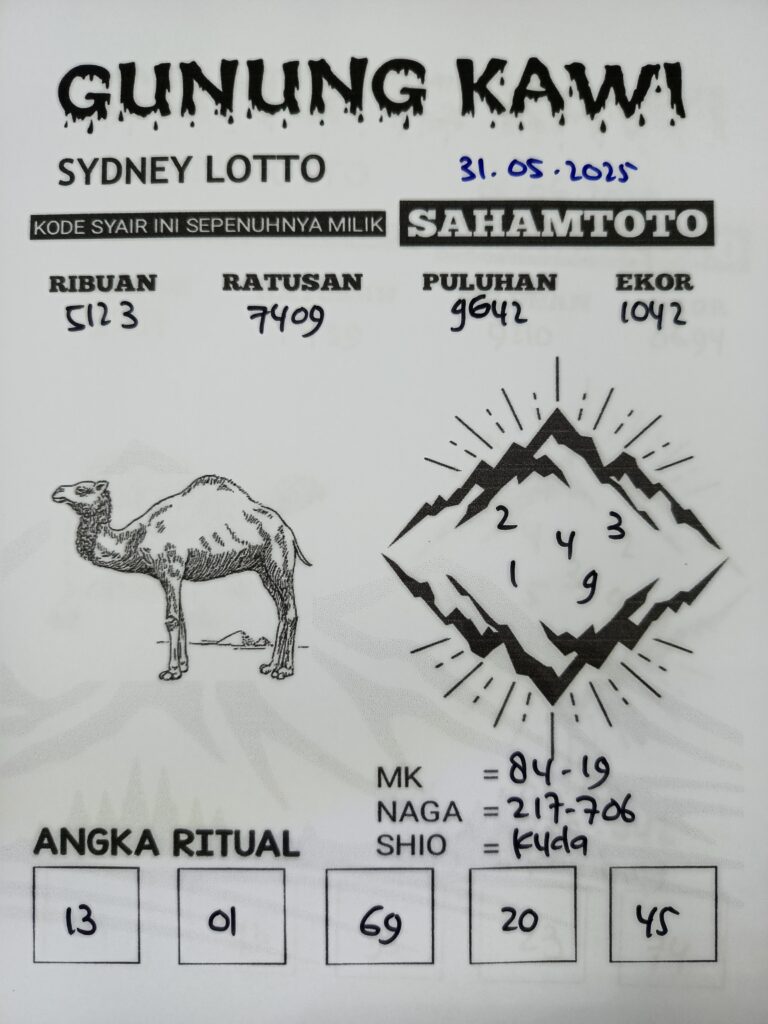 GUNUNG KAWI
SYDNEY LOTTO 31.05.2025
KODE SYAIR INI SEPENUHNYA MILIK SAHAMTOTO
RIBUAN RATUSAN PULUHAN EKOR
5123 7409 9642 1042
2 3
4
1 9
MK = 84-19
NAGA = 217-706
SHIO = Kuda
ANGKA RITUAL
13 01 69 20 45